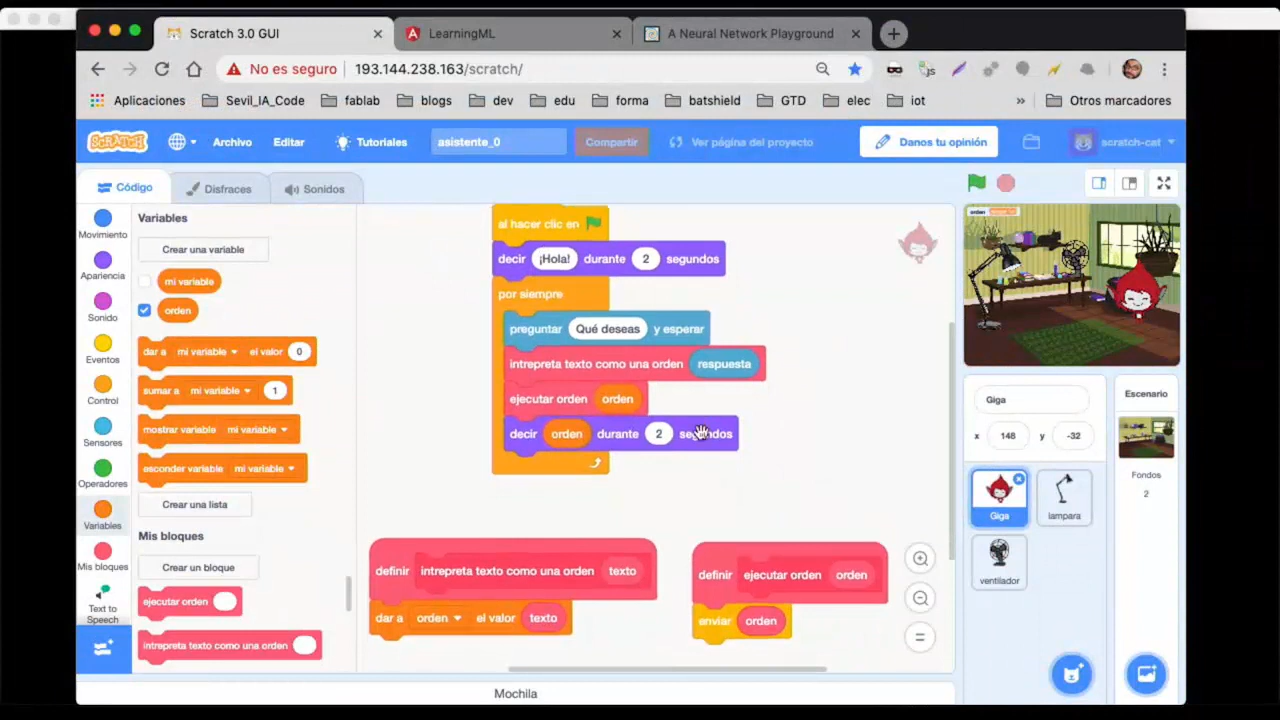 Scratch 3.0 GUI
LearningML
A Neural Network Playground
No es seguro
193.144.238.163/scratch/
Aplicaciones
Sevil_IA_Code
fablab
blogs
dev
edu
forma
batshield
GTD
elec
iot
»
Otros marcadores
SCRATCH
Archivo
Editar
Tutoriales
asistente_0
Compartir
Ver página del proyecto
Danos tu opinión
scratch-cat
Código
Disfraces
Sonidos
Movimiento
Apariencia
Sonido
Eventos
Control
Sensores
Operadores
Variables
Mis bloques
Text to
Speech
Variables
Crear una variable
mi variable
orden
dar a mi variable el valor 0
sumar a mi variable 1
mostrar variable mi variable
esconder variable mi variable
Crear una lista
Mis bloques
Crear un bloque
ejecutar orden
intrepreta texto como una orden
al hacer clic en
decir ¡Hola! durante 2 segundos
por siempre
preguntar Qué deseas y esperar
intrepreta texto como una orden respuesta
ejecutar orden orden
decir orden durante 2 segundos
definir intrepreta texto como una orden texto
dar a orden el valor texto
definir ejecutar orden orden
enviar orden
orden
Giga
x 148 y -32
Giga
lampara
ventilador
Escenario
Fondos
2
Mochila